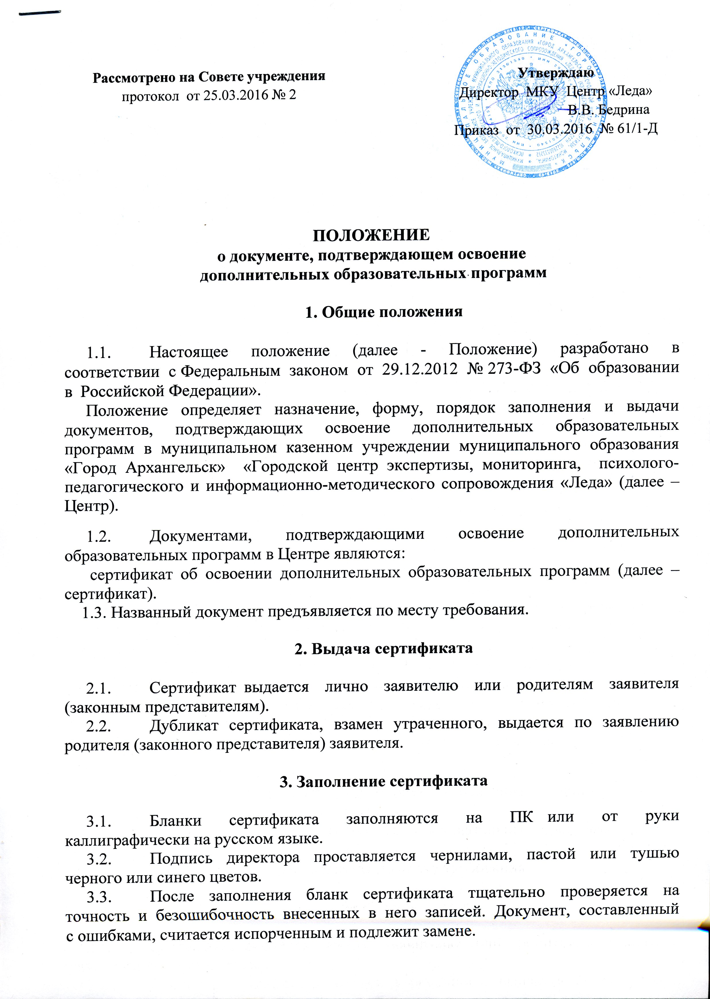 Рассмотрено на Совете учреждения
протокол от 25.03.2016 № 2
Утверждаю
Директор МКУ Центр «Леда»
В.В. Бедрина
Приказ от 30.03.2016 № 61/1-Д
ПОЛОЖЕНИЕ
о документе, подтверждающем освоение
дополнительных образовательных программ
1. Общие положения
1.1. Настоящее положение (далее - Положение) разработано в
соответствии с Федеральным законом от 29.12.2012 № 273-ФЗ «Об образовании
в Российской Федерации».
Положение определяет назначение, форму, порядок заполнения и выдачи
документов, подтверждающих освоение дополнительных образовательных
программ в муниципальном казенном учреждении муниципального образования
«Город Архангельск» «Городской центр экспертизы, мониторинга, психолого-
педагогического и информационно-методического сопровождения «Леда» (далее –
Центр).
1.2. Документами, подтверждающими освоение дополнительных
образовательных программ в Центре являются:
сертификат об освоении дополнительных образовательных программ (далее –
сертификат).
1.3. Названный документ предъявляется по месту требования.
2. Выдача сертификата
2.1. Сертификат выдается лично заявителю или родителям заявителя
(законным представителям).
2.2. Дубликат сертификата, взамен утраченного, выдается по заявлению
родителя (законного представителя) заявителя.
3. Заполнение сертификата
3.1. Бланки сертификата заполняются на ПК или от руки
каллиграфически на русском языке.
3.2. Подпись директора проставляется чернилами, пастой или тушью
черного или синего цветов.
3.3. После заполнения бланк сертификата тщательно проверяется на
точность и безошибочность внесенных в него записей. Документ, составленный
с ошибками, считается испорченным и подлежит замене.
МУНИЦИПАЛЬНОЕ ОБРАЗОВАНИЕ "ГОРОД АРХАНГЕЛЬСК"